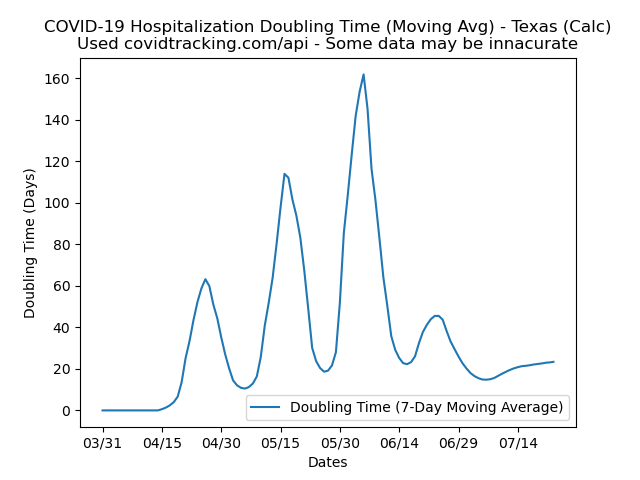 COVID-19 Hospitalization Doubling Time (Moving Avg) - Texas (Calc)
Used covidtracking.com/api - Some data may be innacurate
160
140
120
100
80
60
40
20
0
Doubling Time (Days)
Doubling Time (7-Day Moving Average)
03/31 04/15 04/30 05/15 05/30 06/14 06/29 07/14
Dates